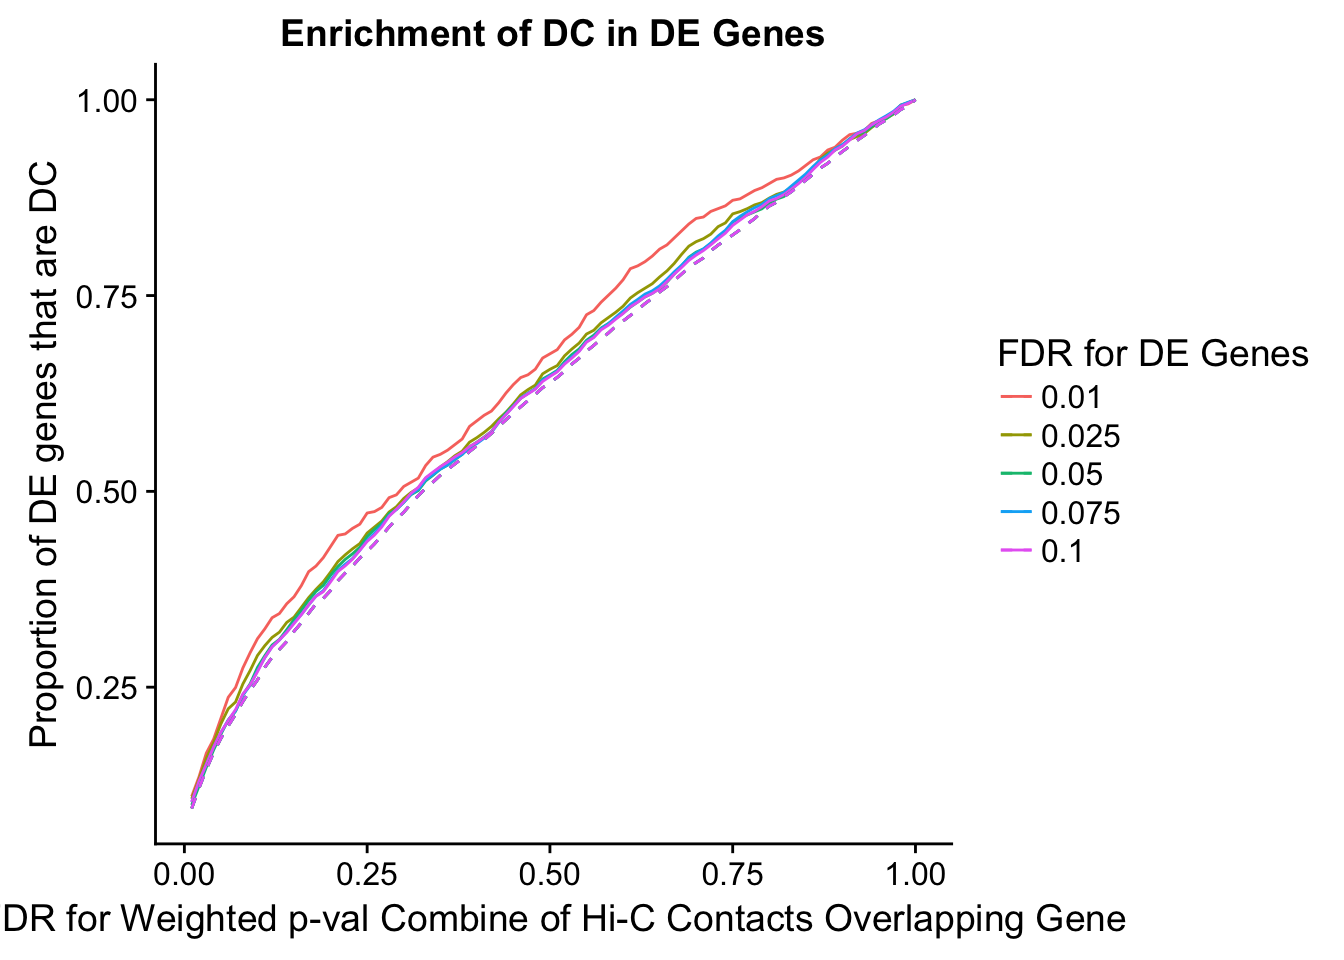 Enrichment of DC in DE Genes
Proportion of DE genes that are DC
1.00
0.75
0.50
0.25
0.00 0.25 0.50 0.75 1.00
DR for Weighted p-val Combine of Hi-C Contacts Overlapping Gene
FDR for DE Genes
0.01
0.025
0.05
0.075
0.1